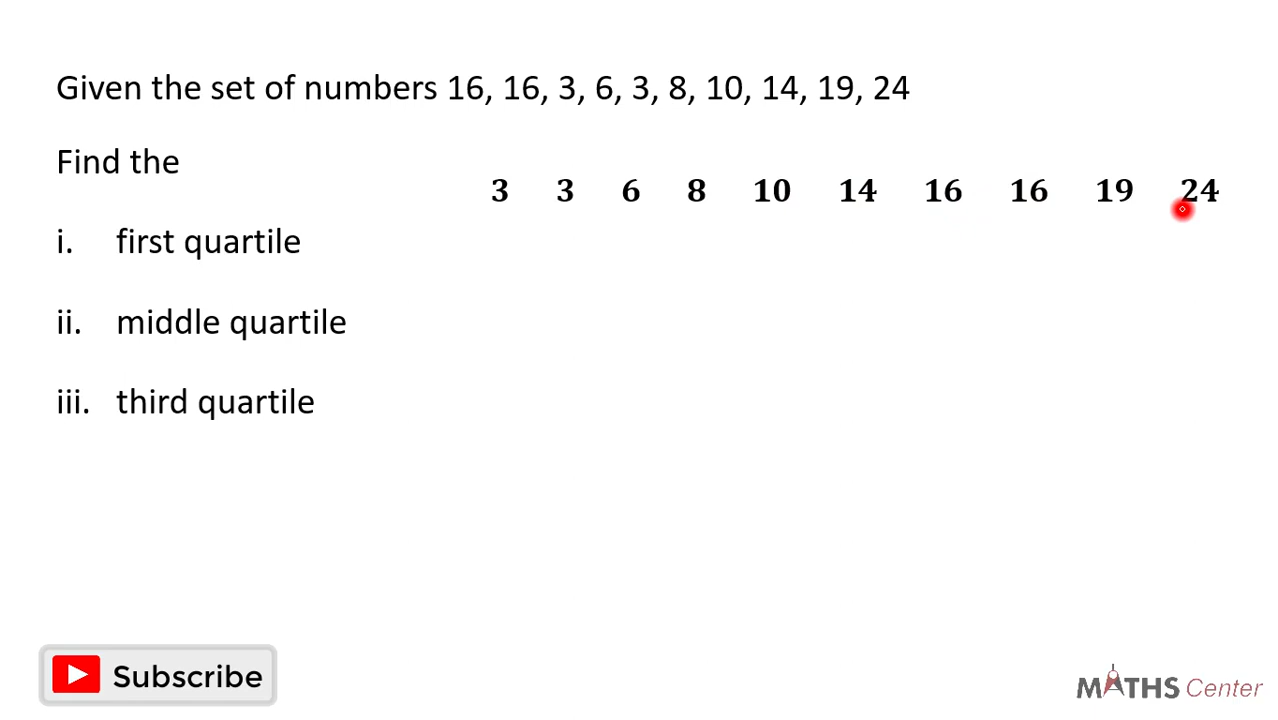 Given the set of numbers 16, 16, 3, 6, 3, 8, 10, 14, 19, 24
Find the
3 3 6 8 10 14 16 16 19 24
i. first quartile
ii. middle quartile
iii. third quartile
Subscribe
MATHS Center